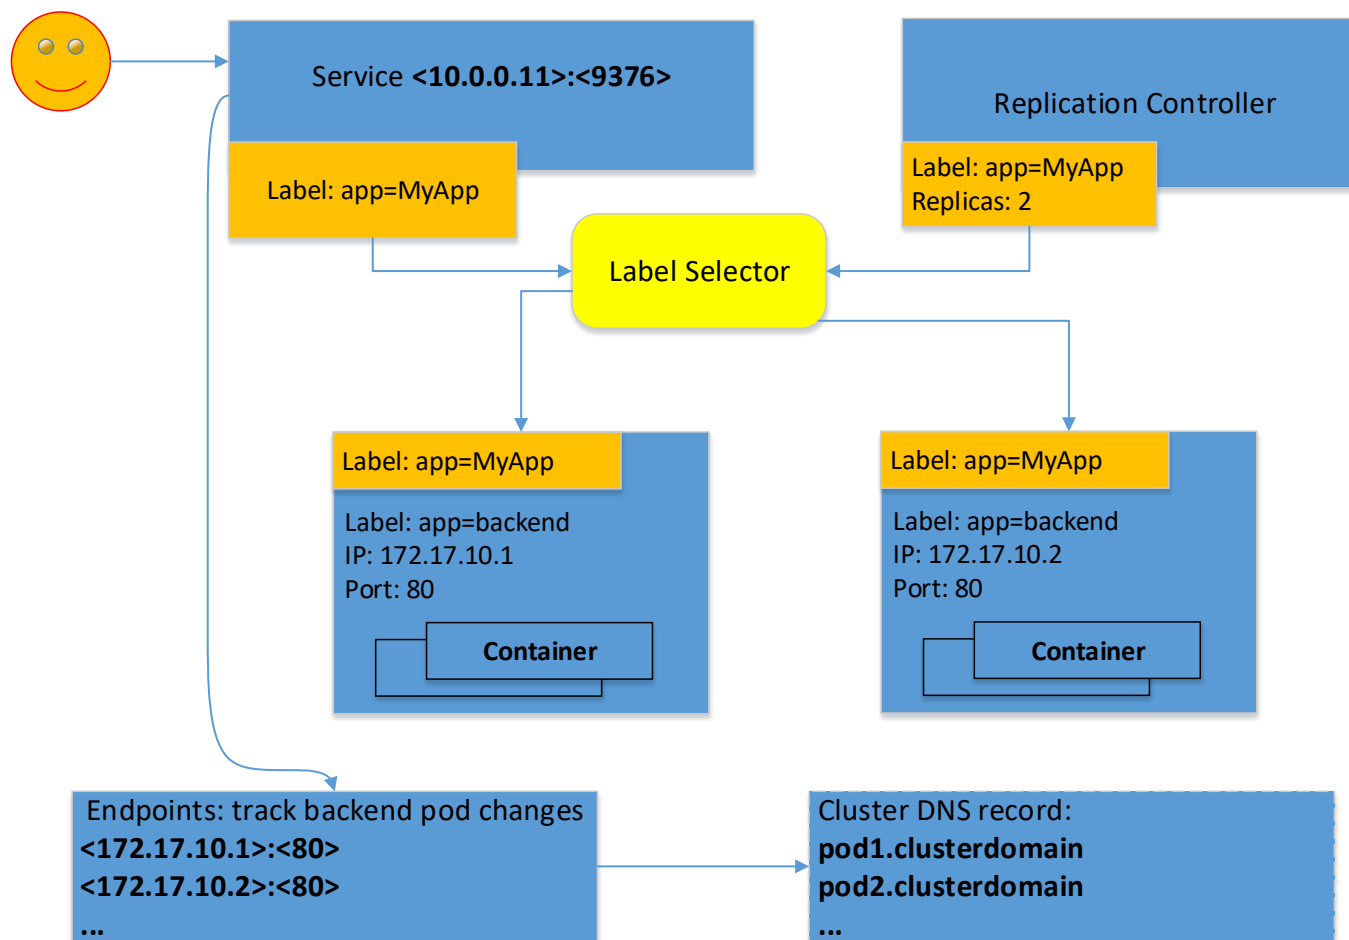 Service <10.0.0.11>:<9376>
Label: app=MyApp
Replication Controller
Label: app=MyApp
Replicas: 2
Label Selector
Label: app=MyApp
Label: app=backend
IP: 172.17.10.1
Port: 80
Container
Label: app=MyApp
Label: app=backend
IP: 172.17.10.2
Port: 80
Container
Endpoints: track backend pod changes
<172.17.10.1>:<80>
<172.17.10.2>:<80>
...
Cluster DNS record:
pod1.clusterdomain
pod2.clusterdomain
...